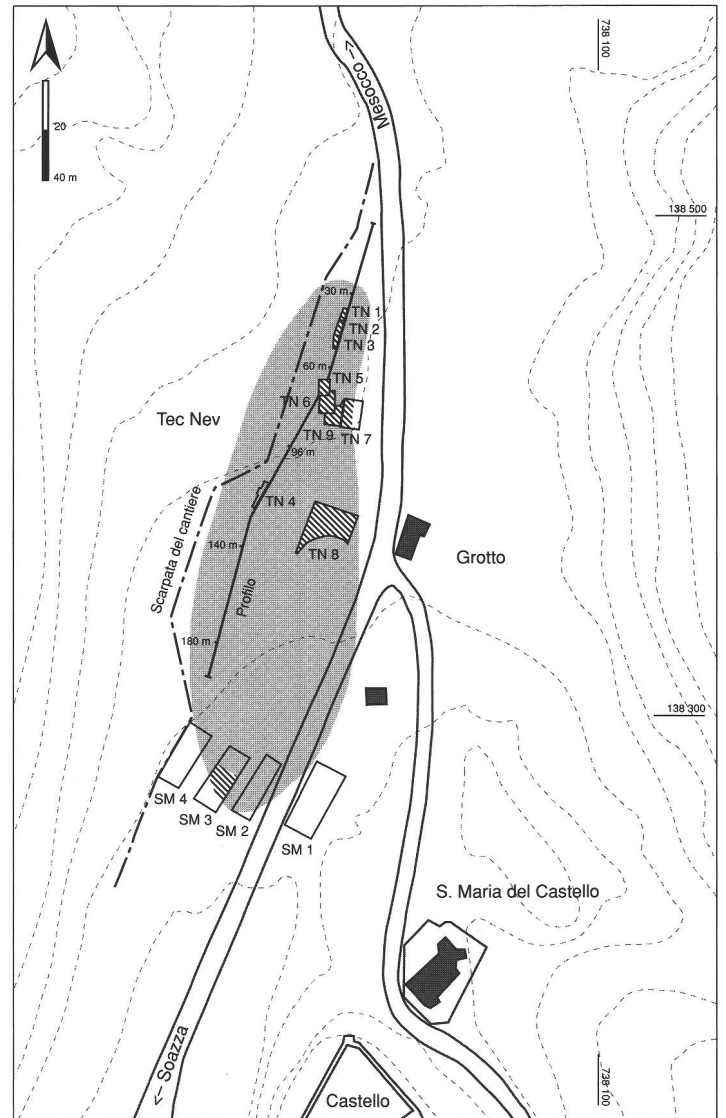 738 100
← Mesocco
20
40 m
138 500
30 m
TN 1
TN 2
TN 3
60 m
TN 5
TN 6
Tec Nev
TN 9
TN 7
96 m
TN 4
Scarpata del cantiere
140 m
TN 8
Grotto
Profilo
180 m
138 300
SM 4
SM 3
SM 2
SM 1
S. Maria del Castello
← Soazza
738 100
Castello